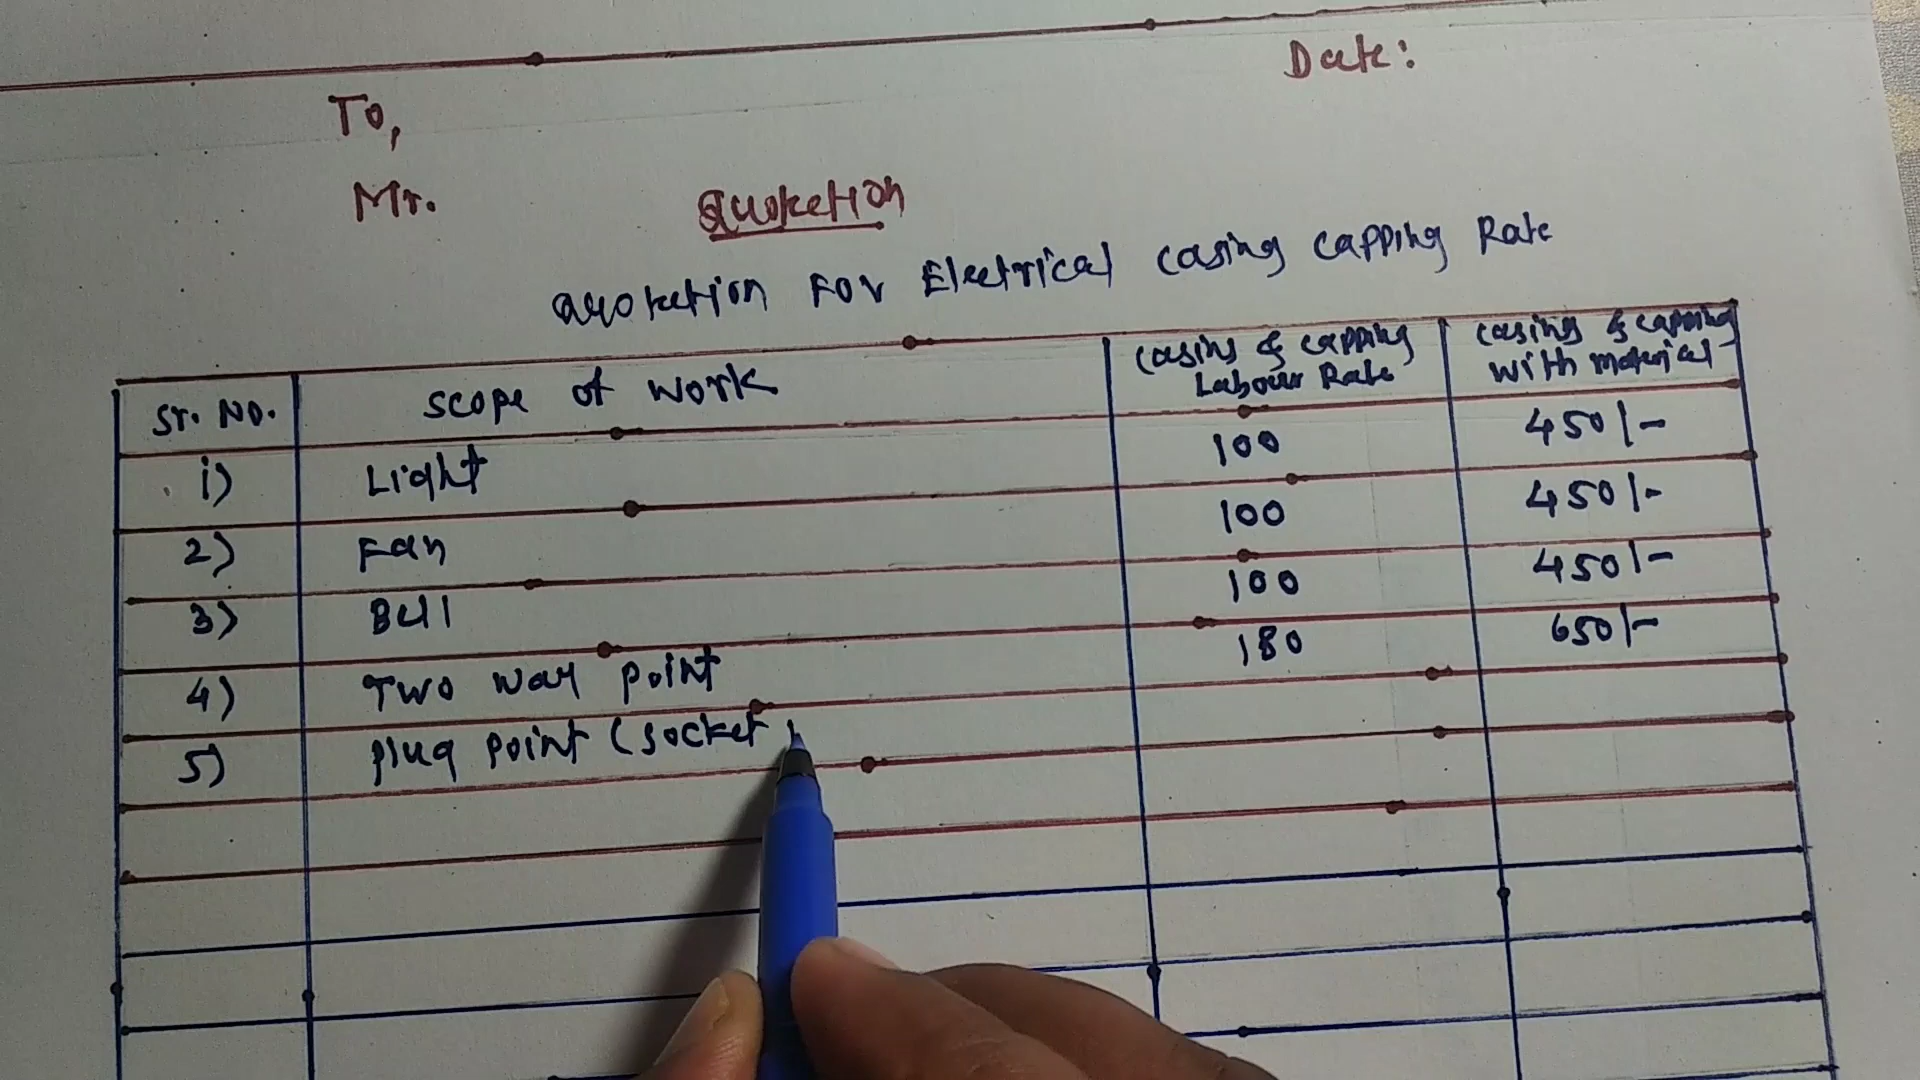 Date:
To,
Mr.
Quoketion
Quoketion For Electrical casing capping Rate
Sr. No. scope of work casing & capping Labour Rate casing & capping with material
1) Light 100 450/-
2) Fan 100 450/-
3) Bell 100 450/-
4) Two way point 180 650/-
5) plug point (socket)